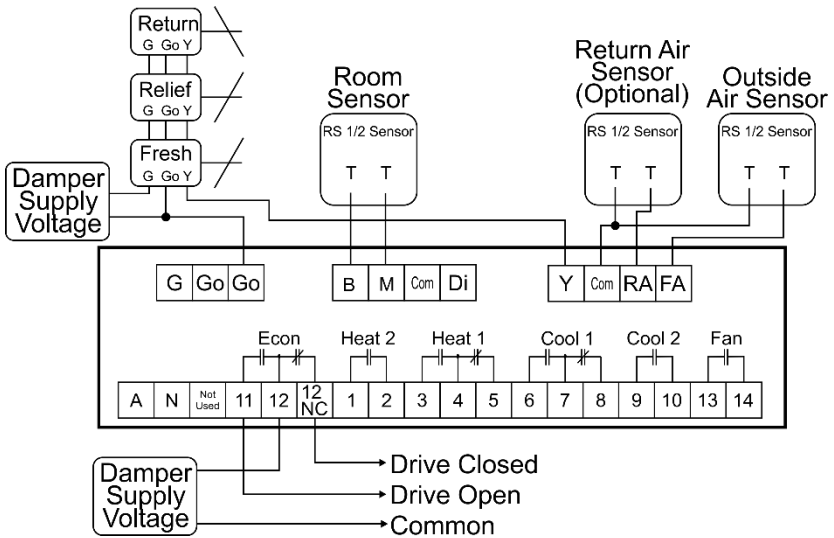 Return
G Go Y
Relief
G Go Y
Fresh
G Go Y
Damper
Supply
Voltage
Room
Sensor
RS 1/2 Sensor
T T
Return Air
Sensor
(Optional)
RS 1/2 Sensor
T T
Outside
Air Sensor
RS 1/2 Sensor
T T
G Go Go
B M Com Di
Y Com RA FA
Econ Heat 2 Heat 1 Cool 1 Cool 2 Fan
A N Not Used 11 12 12 NC 1 2 3 4 5 6 7 8 9 10 13 14
Damper
Supply
Voltage
Drive Closed
Drive Open
Common